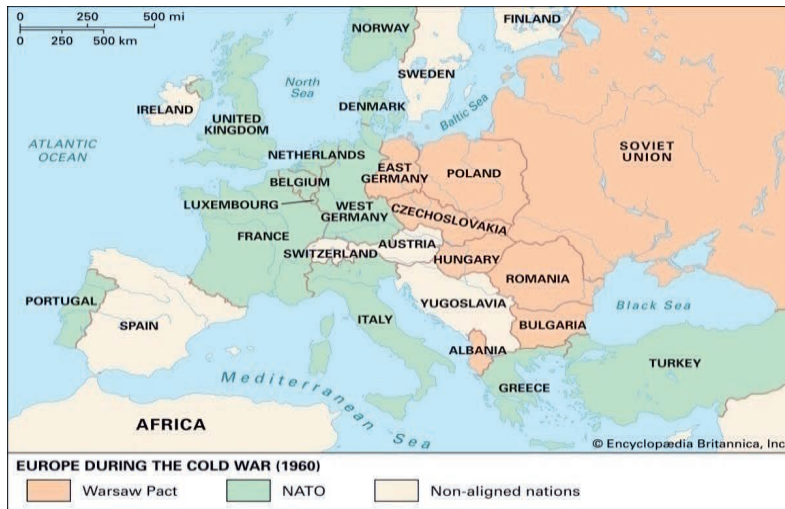 0 250 500 mi
0 250 500 km
NORWAY
FINLAND
SWEDEN
North
Sea
DENMARK
Baltic Sea
IRELAND
UNITED
KINGDOM
ATLANTIC
OCEAN
SOVIET
UNION
NETHERLANDS
EAST
GERMANY
POLAND
BELGIUM
LUXEMBOURG
WEST
GERMANY
CZECHOSLOVAKIA
FRANCE
AUSTRIA
SWITZERLAND
HUNGARY
ROMANIA
PORTUGAL
SPAIN
ITALY
YUGOSLAVIA
Black Sea
BULGARIA
ALBANIA
TURKEY
GREECE
Mediterranean Sea
AFRICA
© Encyclopædia Britannica, Inc
EUROPE DURING THE COLD WAR (1960)
Warsaw Pact NATO Non-aligned nations